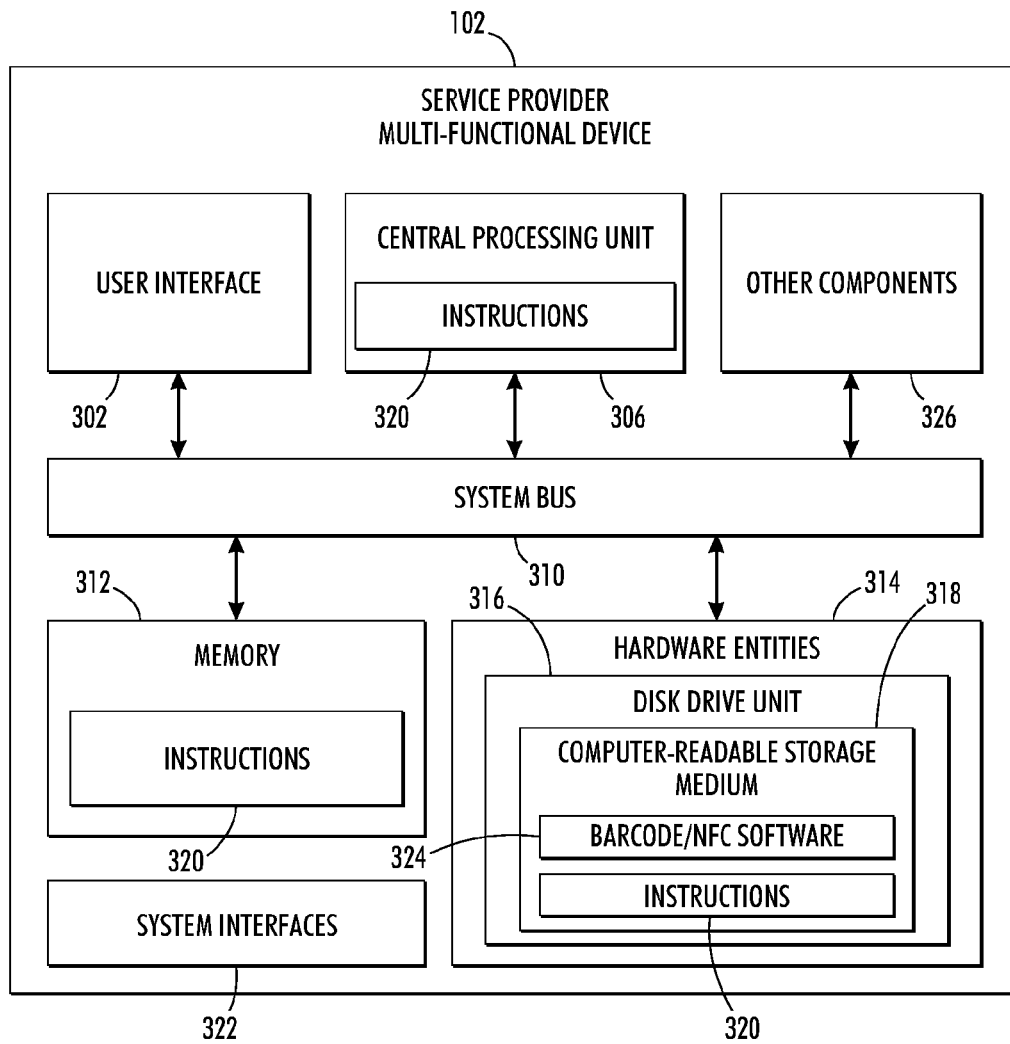 102
SERVICE PROVIDER
MULTI-FUNCTIONAL DEVICE
USER INTERFACE
CENTRAL PROCESSING UNIT
INSTRUCTIONS
OTHER COMPONENTS
302
320
306
326
SYSTEM BUS
310
312
MEMORY
INSTRUCTIONS
320
316
314
318
HARDWARE ENTITIES
DISK DRIVE UNIT
COMPUTER-READABLE STORAGE
MEDIUM
324
BARCODE/NFC SOFTWARE
INSTRUCTIONS
SYSTEM INTERFACES
322
320